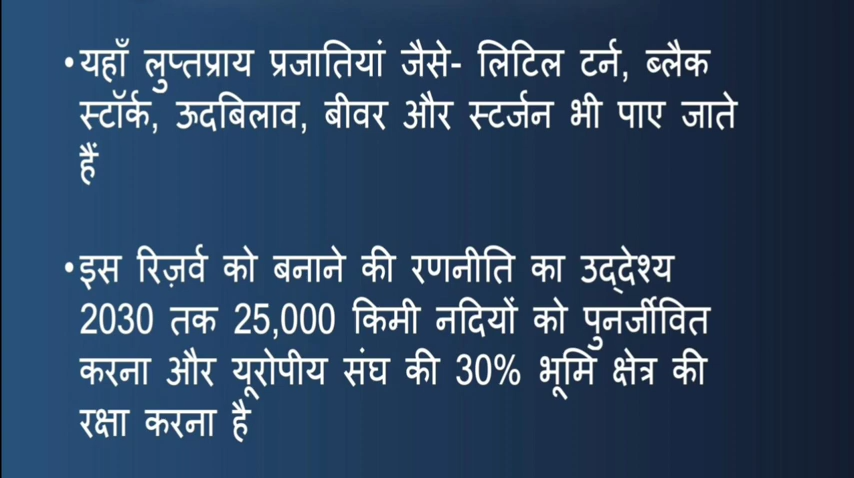 •यहाँ लुप्तप्राय प्रजातियां जैसे- लिटिल टर्न, ब्लैक
स्टॉर्क, ऊदबिलाव, बीवर और स्टर्जन भी पाए जाते
हैं
•इस रिज़र्व को बनाने की रणनीति का उद्देश्य
2030 तक 25,000 किमी नदियों को पुनर्जीवित
करना और यूरोपीय संघ की 30% भूमि क्षेत्र की
रक्षा करना है